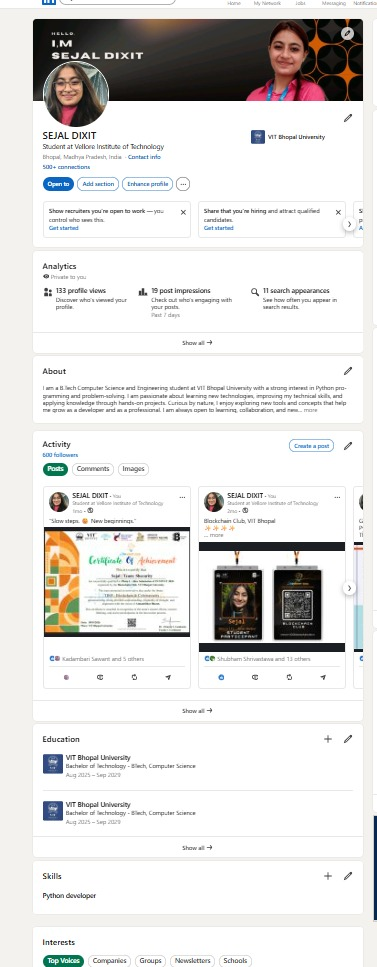 Home My Network Jobs Messaging
HELLO,
I,M
SEJAL DIXIT
SEJAL DIXIT
VIT Bhopal University
Student at Vellore Institute of Technology
Bhopal, Madhya Pradesh, India · Contact info
500+ connections
Open to Add section Enhance profile ...
Show recruiters you're open to work — you
control who sees this.
Get started
Share that you're hiring and attract qualified
candidates.
Get started
Analytics
Private to you
133 profile views
Discover who's viewed your
profile.
19 post impressions
Check out who's engaging with
your posts.
Past 7 days
11 search appearances
See how often you appear in
search results.
Show all →
About
I am a B.Tech Computer Science and Engineering student at VIT Bhopal University with a strong interest in Python pro-
gramming and problem-solving. I am passionate about learning new technologies, improving my technical skills, and
applying knowledge through hands-on projects. Curious by nature, I enjoy exploring new tools and concepts that help
me grow as a developer and as a professional. I am always open to learning, collaboration, and new... more
Activity
600 followers
Create a post
Posts Comments Images
SEJAL DIXIT · You
Student at Vellore Institute of Technology
1mo ·
"Slow steps. New beginnings."
VIT
Certificate Of Achievement
Kadambari Sawant and 5 others
SEJAL DIXIT · You
Student at Vellore Institute of Technology
2mo ·
Blockchain Club, VIT Bhopal
... more
Sejal
STUDENT
PARTICIPANT
BLOCKCHAIN
CLUB
Shubham Shrivastava and 13 others
Show all →
Education
VIT Bhopal University
Bachelor of Technology - BTech, Computer Science
Aug 2025 – Sep 2029
VIT Bhopal University
Bachelor of Technology - BTech, Computer Science
Aug 2025 – Sep 2029
Show all →
Skills
Python developer
Interests
Top Voices Companies Groups Newsletters Schools